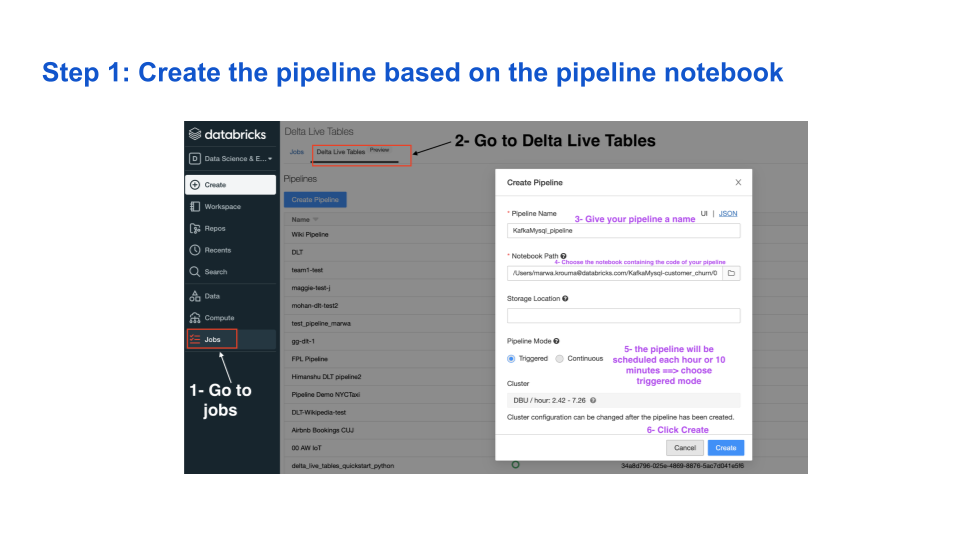 Step 1: Create the pipeline based on the pipeline notebook
databricks
D Data Science & E...
Create
Workspace
Repos
Recents
Search
Data
Compute
Jobs
1- Go to
jobs
Delta Live Tables
Jobs Delta Live Tables Preview
2- Go to Delta Live Tables
Pipelines
Create Pipeline
Name
Wiki Pipeline
DLT
team1-test
maggie-test-j
mohan-dlt-test2
test_pipeline_marwa
gg-dlt-1
FPL Pipeline
Himanshu DLT pipeline2
Pipeline Demo NYCTaxi
DLT-Wikipedia-test
Airbnb Bookings CUJ
00 AW IoT
delta_live_tables_quickstart_python
34a8d796-025e-4869-8876-5ac7d041e5f6
Create Pipeline X
* Pipeline Name UI | JSON
3- Give your pipeline a name
KafkaMysql_pipeline
* Notebook Path
4- Choose the notebook containing the code of your pipeline
/Users/marwa.krouma@databricks.com/KafkaMysql-customer_churn/0
Storage Location
Pipeline Mode
Triggered Continuous
5- the pipeline will be
scheduled each hour or 10
minutes ==> choose
triggered mode
Cluster
DBU / hour: 2.42 - 7.26
Cluster configuration can be changed after the pipeline has been created.
6- Click Create
Cancel Create